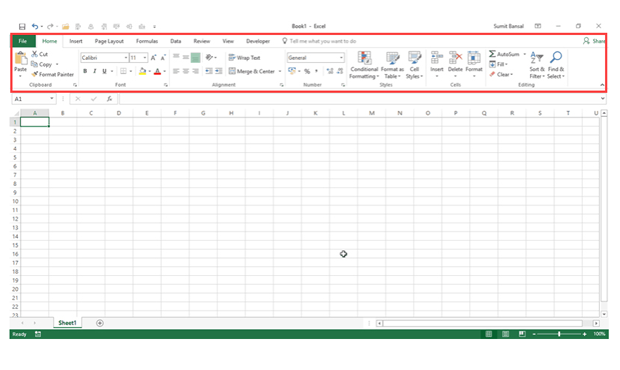 Book1 - Excel
Sumit Bansal
File Home Insert Page Layout Formulas Data Review View Developer Tell me what you want to do Share
Cut
Copy
Format Painter
Paste
Clipboard
Calibri 11
B I U A
Font
Wrap Text
Merge & Center
Alignment
General
%
Number
Conditional Formatting
Format as Table
Cell Styles
Styles
Insert Delete Format
Cells
AutoSum
Fill
Clear
Sort & Filter
Find & Select
Editing
A1 fx
A B C D E F G H I J K L M N O P Q R S T U
1
2
3
4
5
6
7
8
9
10
11
12
13
14
15
16
17
18
19
20
21
22
23
Sheet1
Ready 100%